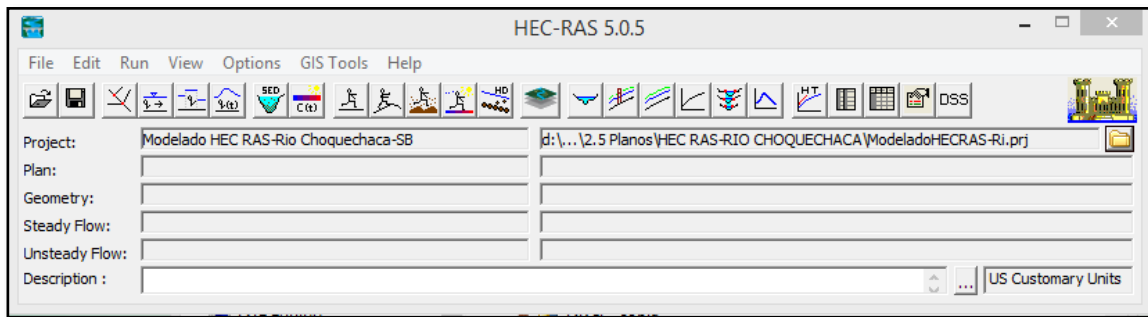 HEC-RAS 5.0.5
File Edit Run View Options GIS Tools Help
SED C(t) HD HT DSS
Project: Modelado HEC RAS-Rio Choquechaca-SB d:\...\2.5 Planos\HEC RAS-RIO CHOQUECHACA\ModeladoHECRAS-Ri.prj
Plan:
Geometry:
Steady Flow:
Unsteady Flow:
Description : ... US Customary Units